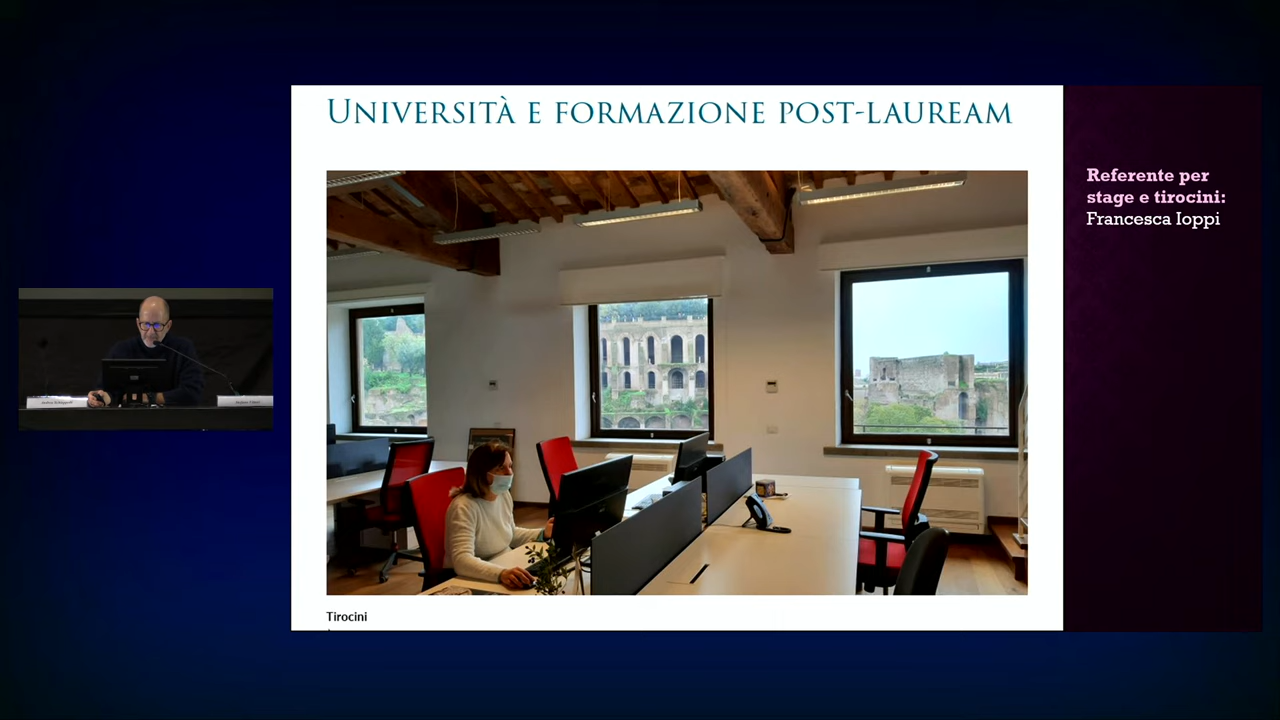 Università e formazione post-lauream
Referente per
stage e tirocini:
Francesca Ioppi
Tirocini